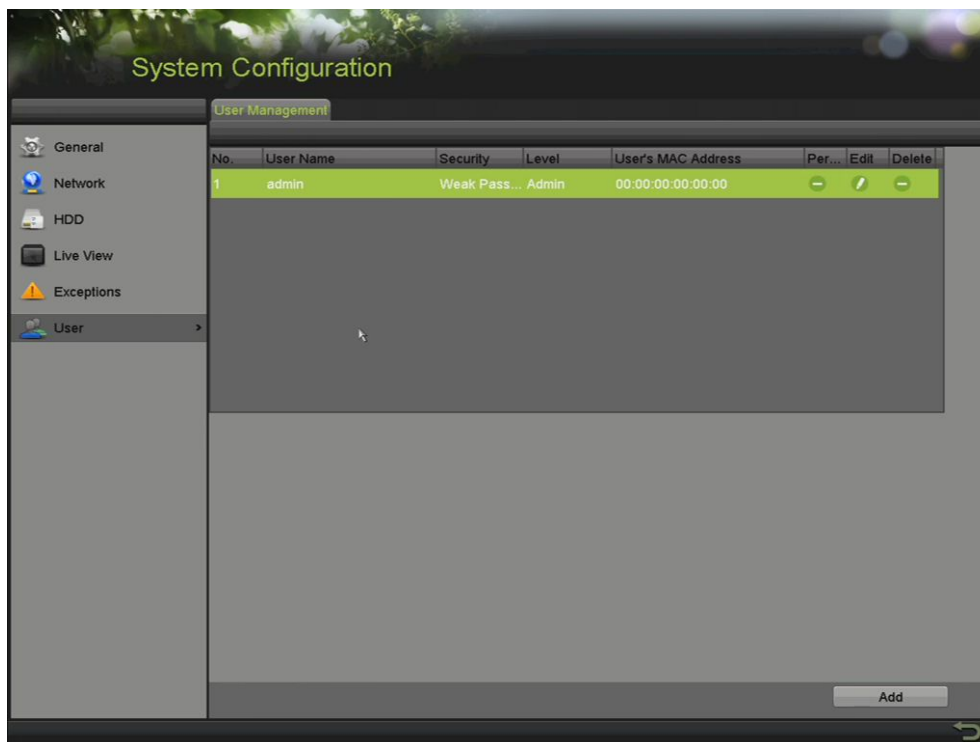 System Configuration
User Management
General
Network
HDD
Live View
Exceptions
User
No. User Name Security Level User's MAC Address Per... Edit Delete
1 admin Weak Pass... Admin 00:00:00:00:00:00
Add